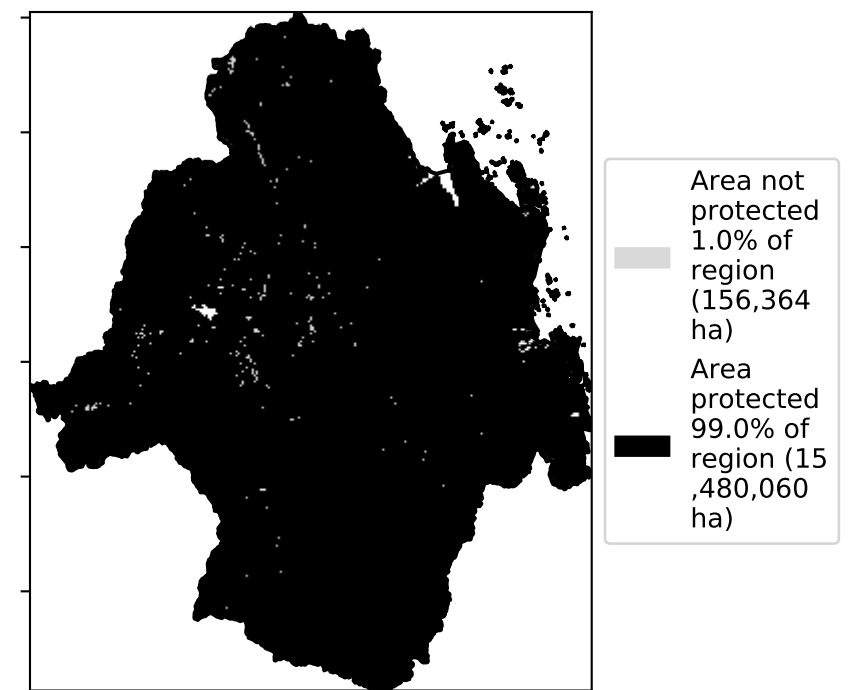 Area not
protected
1.0% of
region
(156,364
ha)
Area
protected
99.0% of
region (15
,480,060
ha)